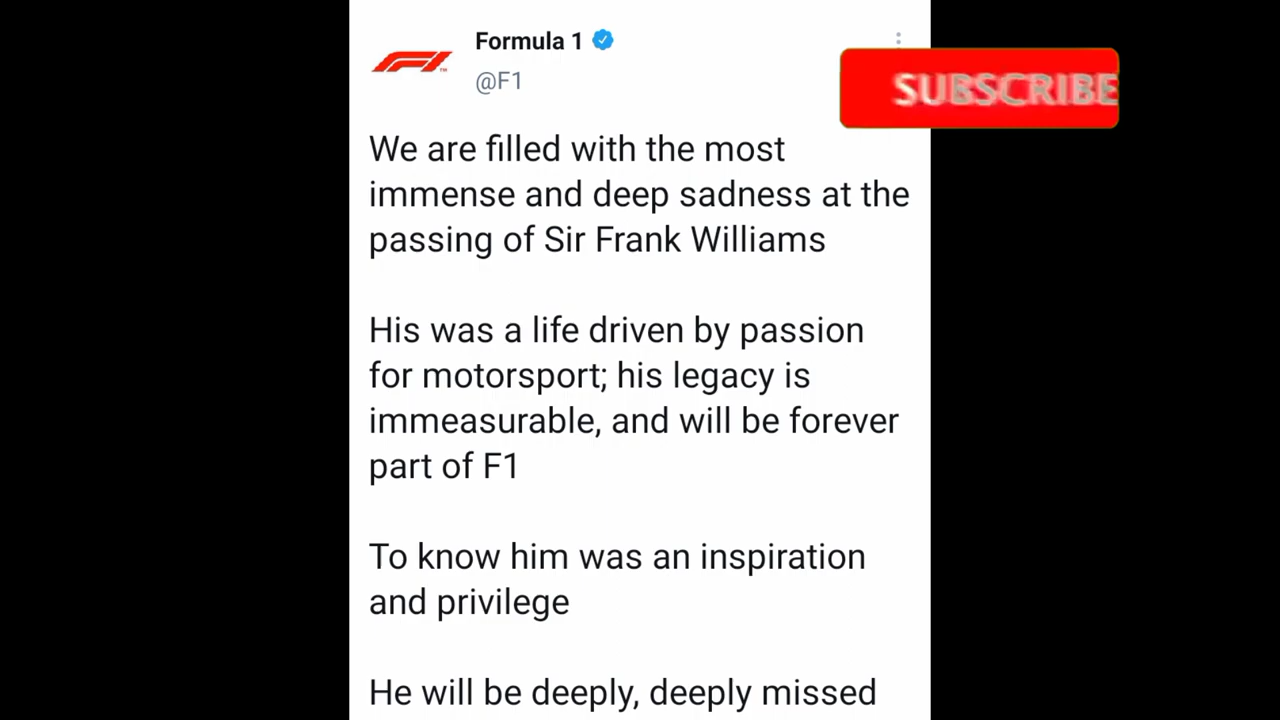 Formula 1
@F1
SUBSCRIBE
We are filled with the most
immense and deep sadness at the
passing of Sir Frank Williams
His was a life driven by passion
for motorsport; his legacy is
immeasurable, and will be forever
part of F1
To know him was an inspiration
and privilege
He will be deeply, deeply missed